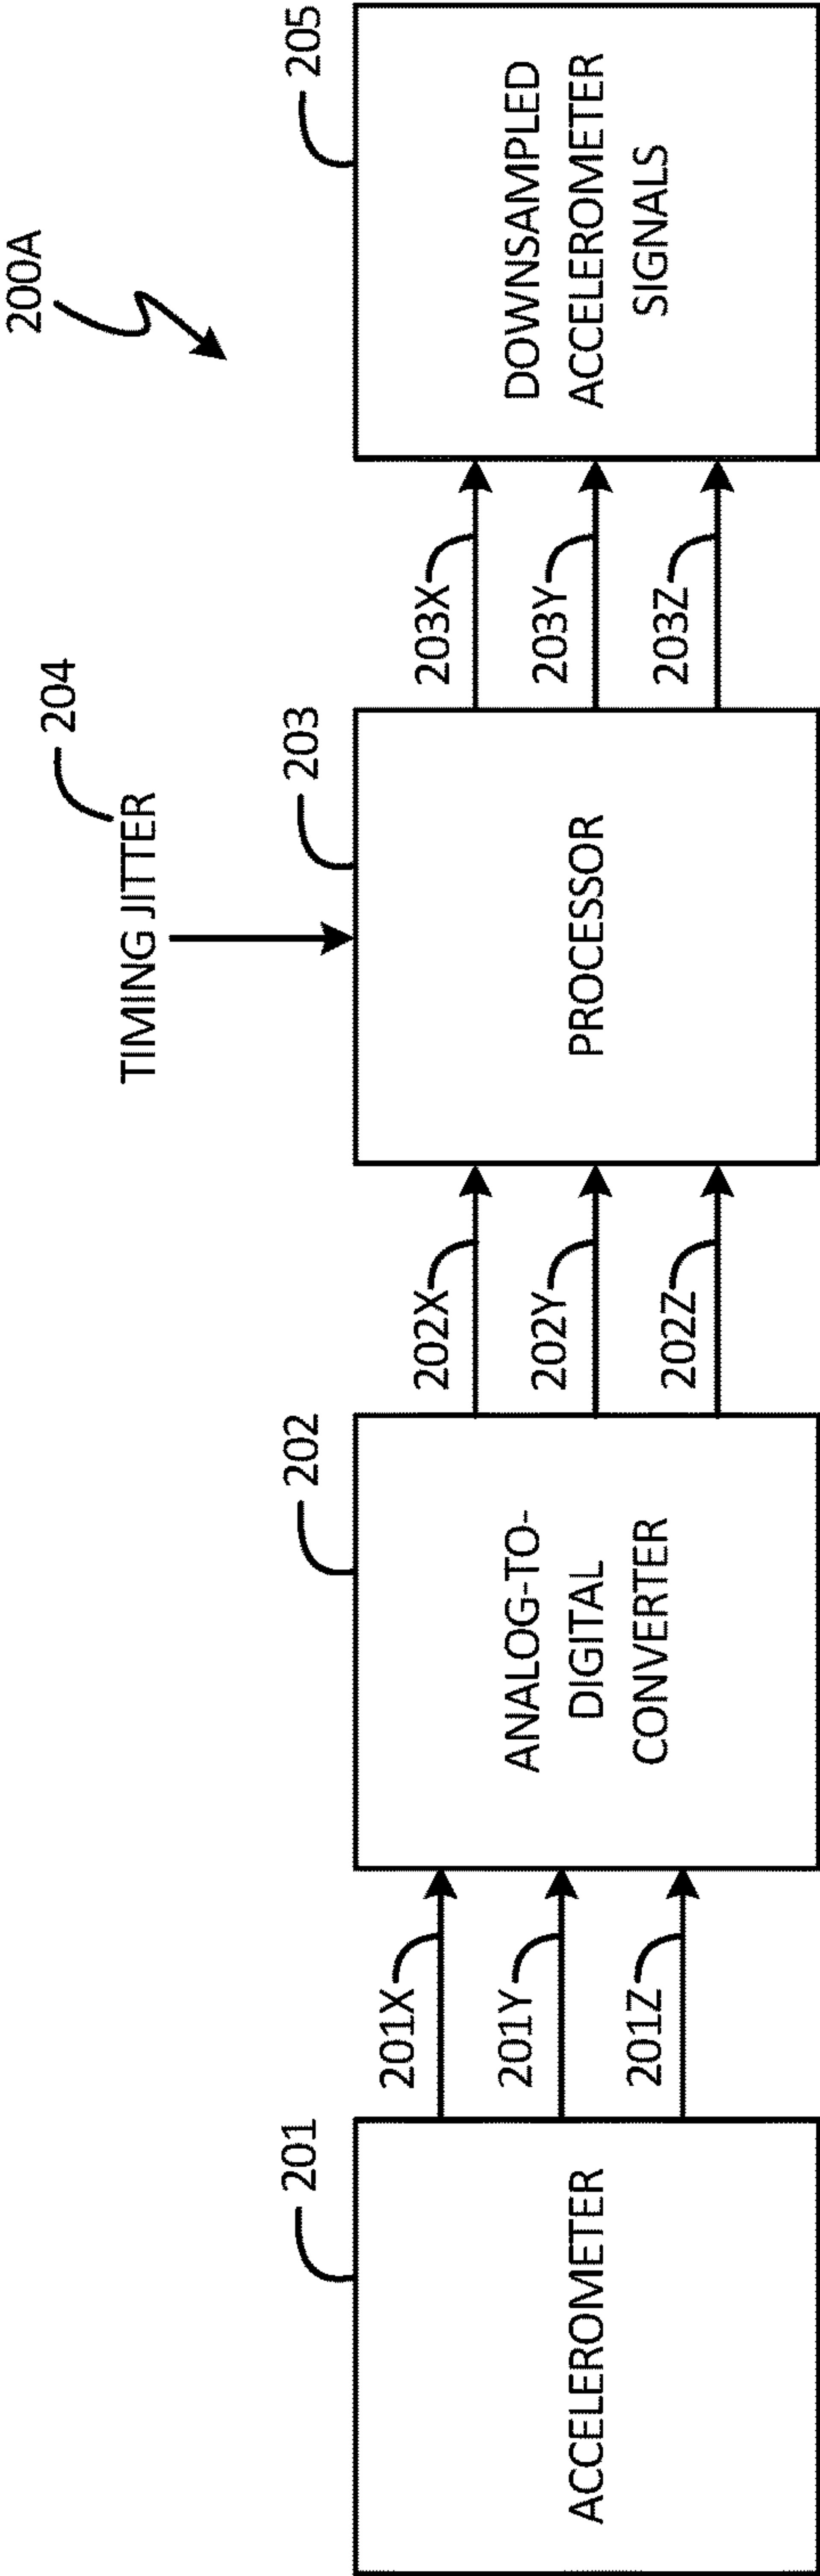 200A
TIMING JITTER
204
201
202
203
205
ACCELEROMETER
201X
201Y
201Z
ANALOG-TO-
DIGITAL
CONVERTER
202X
202Y
202Z
PROCESSOR
203X
203Y
203Z
DOWNSAMPLED
ACCELEROMETER
SIGNALS